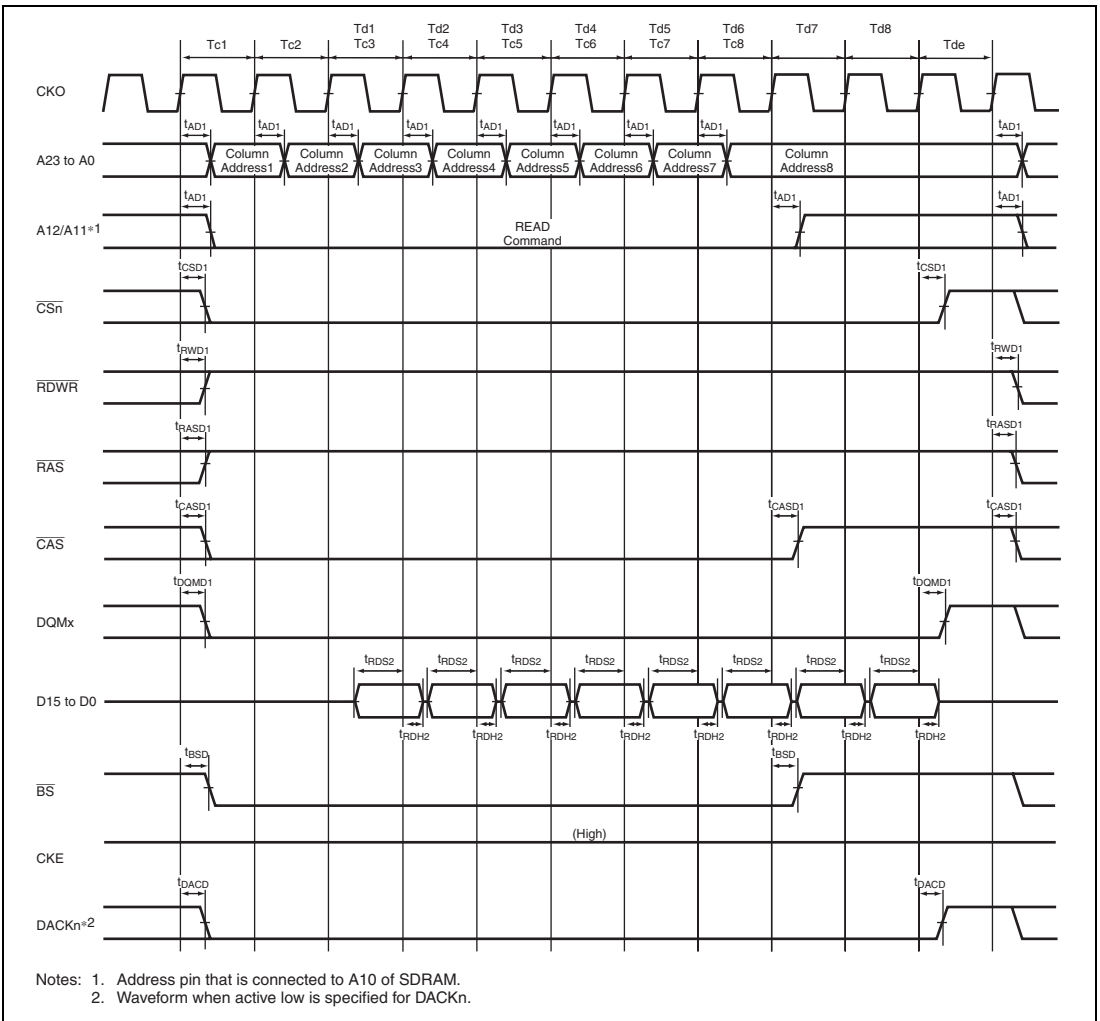 Td1 Td2 Td3 Td4 Td5 Td6 Td7 Td8
Tc1 Tc2 Tc3 Tc4 Tc5 Tc6 Tc7 Tc8 Tde
CKO
tAD1 tAD1 tAD1 tAD1 tAD1 tAD1 tAD1 tAD1 tAD1
A23 to A0
Column Address1
Column Address2
Column Address3
Column Address4
Column Address5
Column Address6
Column Address7
Column Address8
tAD1 tAD1 tAD1
A12/A11*1
READ
Command
tCSD1 tCSD1
CSn
tRWD1 tRWD1
RDWR
tRASD1 tRASD1
RAS
tCASD1 tCASD1 tCASD1
CAS
tDQMD1 tDQMD1
DQMx
tRDS2 tRDS2 tRDS2 tRDS2 tRDS2 tRDS2 tRDS2 tRDS2
D15 to D0
tRDH2 tRDH2 tRDH2 tRDH2 tRDH2 tRDH2 tRDH2 tRDH2
tBSD tBSD
BS
(High)
CKE
tDACD tDACD
DACKn*2
Notes: 1. Address pin that is connected to A10 of SDRAM.
2. Waveform when active low is specified for DACKn.